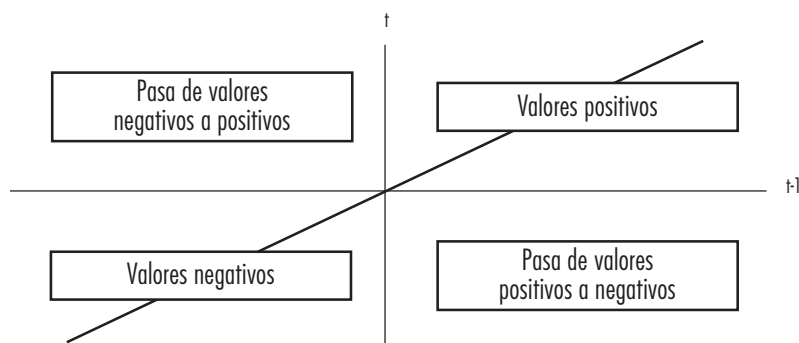 t
Pasa de valores
negativos a positivos
Valores positivos
t-1
Valores negativos
Pasa de valores
positivos a negativos